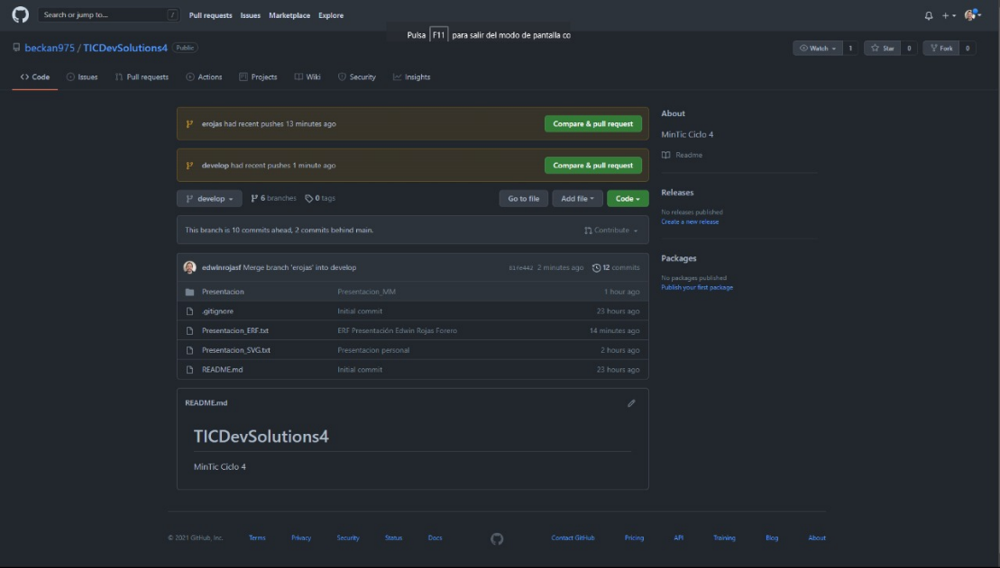 Search or jump to... / Pull requests Issues Marketplace Explore
Pulsa F11 para salir del modo de pantalla co
beckan975 / TICDevSolutions4 Public Watch 1 Star 0 Fork 0
Code Issues Pull requests Actions Projects Wiki Security Insights
erojas had recent pushes 13 minutes ago Compare & pull request
develop had recent pushes 1 minute ago Compare & pull request
develop 6 branches 0 tags Go to file Add file Code
This branch is 10 commits ahead, 2 commits behind main. Contribute
edwinrojasf Merge branch 'erojas' into develop 2 minutes ago 12 commits
Presentacion Presentacion_MM 1 hour ago
.gitignore Initial commit 23 hours ago
Presentacion_ERF.txt ERF Presentación Edwin Rojas Forero 14 minutes ago
Presentacion_SVG.txt Presentacion personal 2 hours ago
README.md Initial commit 23 hours ago
README.md
TICDevSolutions4
MinTic Ciclo 4
About
MinTic Ciclo 4
Readme
Releases
No releases published
Create a new release
Packages
No packages published
Publish your first package
© 2021 GitHub, Inc. Terms Privacy Security Status Docs Contact GitHub Pricing API Training Blog About